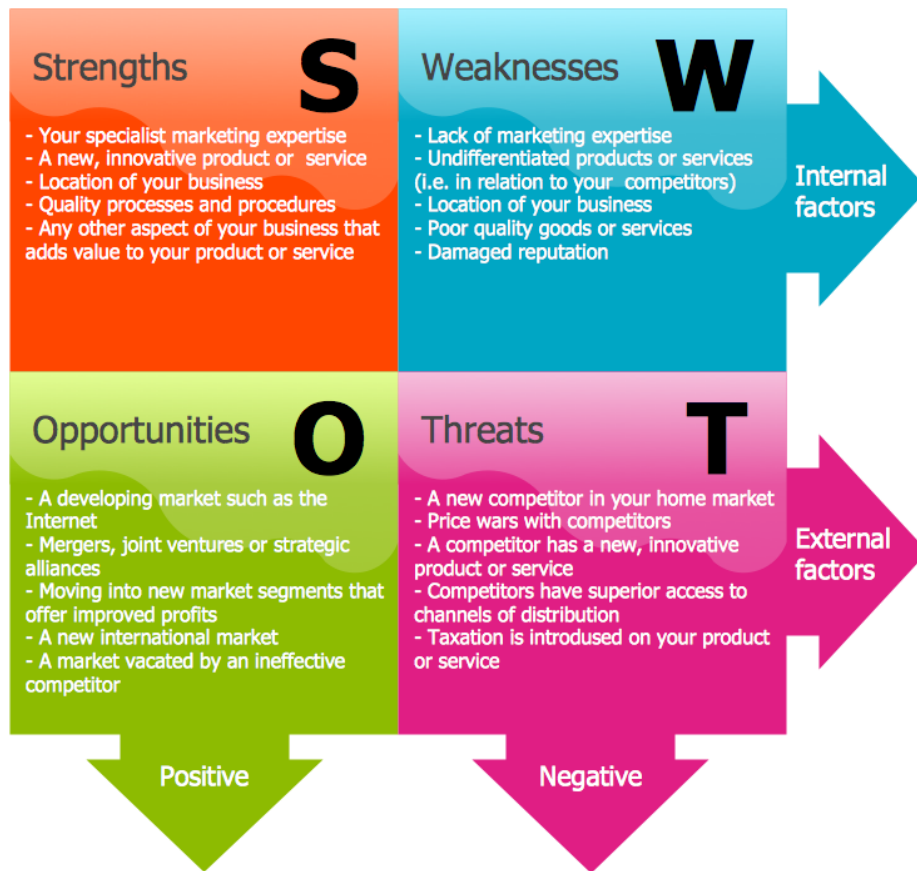 Strengths
S
- Your specialist marketing expertise
- A new, innovative product or  service
- Location of your business
- Quality processes and procedures
- Any other aspect of your business that
adds value to your product or service
Weaknesses
W
- Lack of marketing expertise
- Undifferentiated products or services
(i.e. in relation to your  competitors)
- Location of your business
- Poor quality goods or services
- Damaged reputation
Internal
factors
Opportunities
O
- A developing market such as the
Internet
- Mergers, joint ventures or strategic
alliances
- Moving into new market segments that
offer improved profits
- A new international market
- A market vacated by an ineffective
competitor
Threats
T
- A new competitor in your home market
- Price wars with competitors
- A competitor has a new, innovative
product or service
- Competitors have superior access to
channels of distribution
- Taxation is introdused on your product
or service
External
factors
Positive
Negative